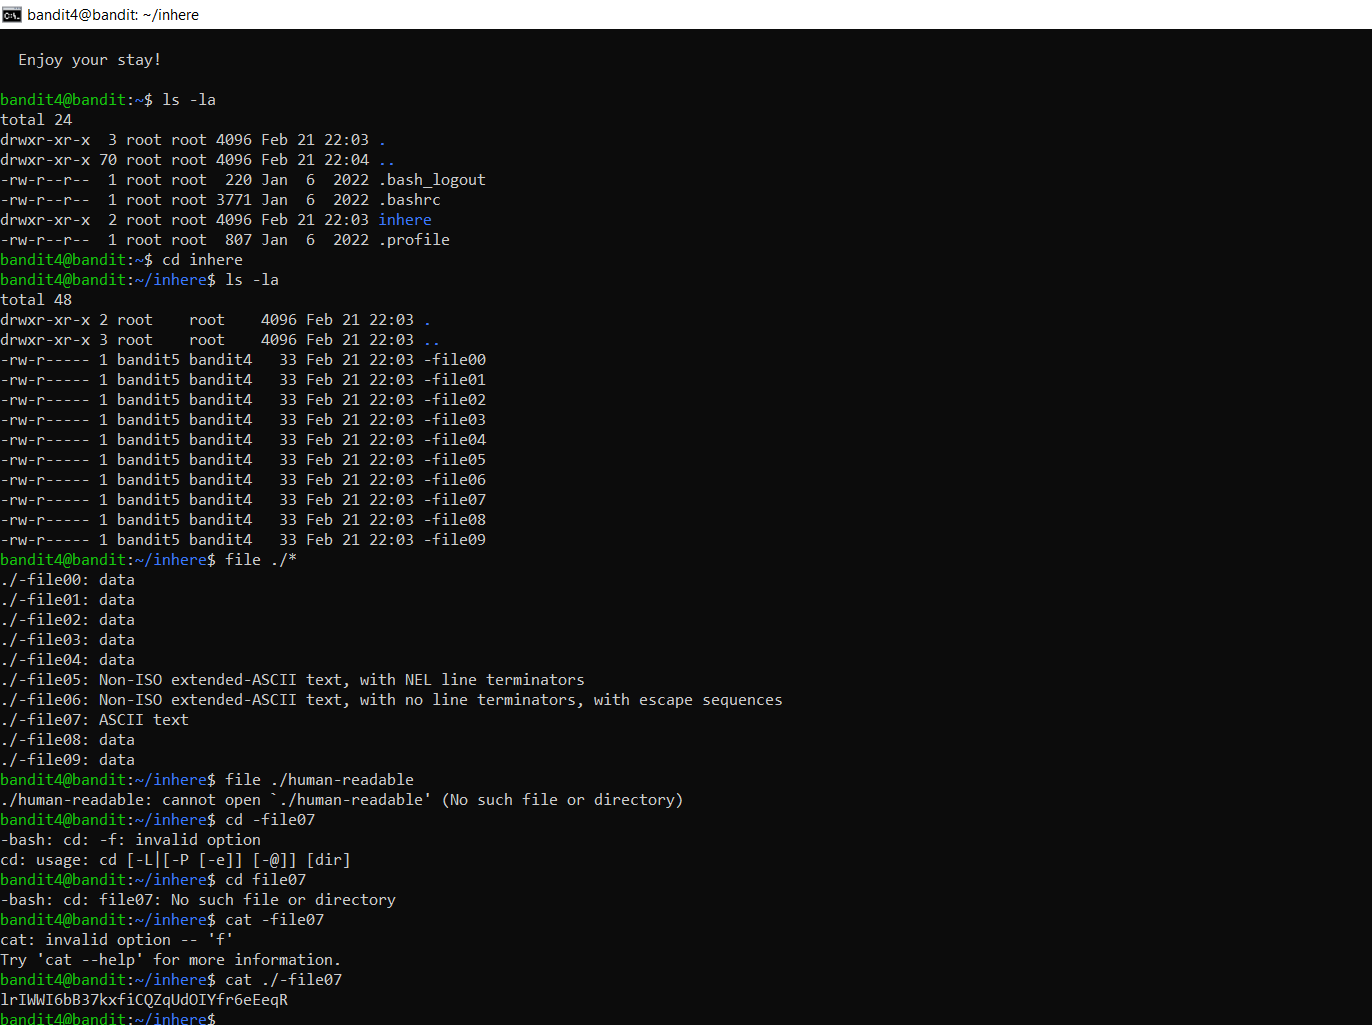 bandit4@bandit: ~/inhere
Enjoy your stay!
bandit4@bandit:~$ ls -la
total 24
drwxr-xr-x  3 root root 4096 Feb 21 22:03 .
drwxr-xr-x 70 root root 4096 Feb 21 22:04 ..
-rw-r--r--  1 root root  220 Jan  6  2022 .bash_logout
-rw-r--r--  1 root root 3771 Jan  6  2022 .bashrc
drwxr-xr-x  2 root root 4096 Feb 21 22:03 inhere
-rw-r--r--  1 root root  807 Jan  6  2022 .profile
bandit4@bandit:~$ cd inhere
bandit4@bandit:~/inhere$ ls -la
total 48
drwxr-xr-x 2 root    root    4096 Feb 21 22:03 .
drwxr-xr-x 3 root    root    4096 Feb 21 22:03 ..
-rw-r----- 1 bandit5 bandit4   33 Feb 21 22:03 -file00
-rw-r----- 1 bandit5 bandit4   33 Feb 21 22:03 -file01
-rw-r----- 1 bandit5 bandit4   33 Feb 21 22:03 -file02
-rw-r----- 1 bandit5 bandit4   33 Feb 21 22:03 -file03
-rw-r----- 1 bandit5 bandit4   33 Feb 21 22:03 -file04
-rw-r----- 1 bandit5 bandit4   33 Feb 21 22:03 -file05
-rw-r----- 1 bandit5 bandit4   33 Feb 21 22:03 -file06
-rw-r----- 1 bandit5 bandit4   33 Feb 21 22:03 -file07
-rw-r----- 1 bandit5 bandit4   33 Feb 21 22:03 -file08
-rw-r----- 1 bandit5 bandit4   33 Feb 21 22:03 -file09
bandit4@bandit:~/inhere$ file ./*
./-file00: data
./-file01: data
./-file02: data
./-file03: data
./-file04: data
./-file05: Non-ISO extended-ASCII text, with NEL line terminators
./-file06: Non-ISO extended-ASCII text, with no line terminators, with escape sequences
./-file07: ASCII text
./-file08: data
./-file09: data
bandit4@bandit:~/inhere$ file ./human-readable
./human-readable: cannot open `./human-readable' (No such file or directory)
bandit4@bandit:~/inhere$ cd -file07
-bash: cd: -f: invalid option
cd: usage: cd [-L|[-P [-e]] [-@]] [dir]
bandit4@bandit:~/inhere$ cd file07
-bash: cd: file07: No such file or directory
bandit4@bandit:~/inhere$ cat -file07
cat: invalid option -- 'f'
Try 'cat --help' for more information.
bandit4@bandit:~/inhere$ cat ./-file07
lrIWWI6bB37kxfiCQZqUdOIYfr6eEeqR
bandit4@bandit:~/inhere$